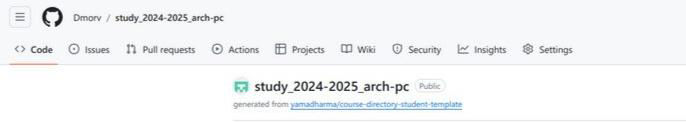 Dmorv / study_2024-2025_arch-pc
Code Issues Pull requests Actions Projects Wiki Security Insights Settings
study_2024-2025_arch-pc Public
generated from yamadharma/course-directory-student-template